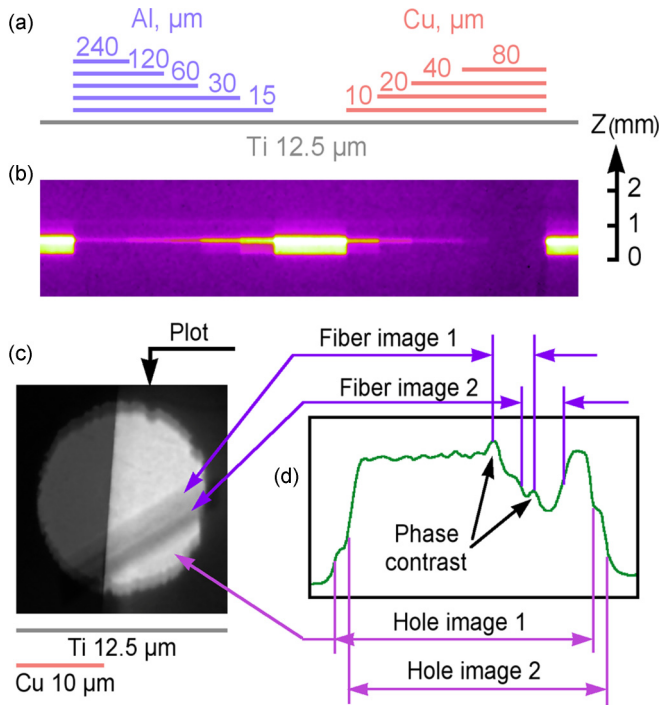 (a)
Al, µm
Cu, µm
240
120
60
30
15
80
40
20
10
Ti 12.5 µm
Z (mm)
(b)
2
1
0
(c)
Plot
Fiber image 1
Fiber image 2
(d)
Phase
contrast
Hole image 1
Hole image 2
Ti 12.5 µm
Cu 10 µm